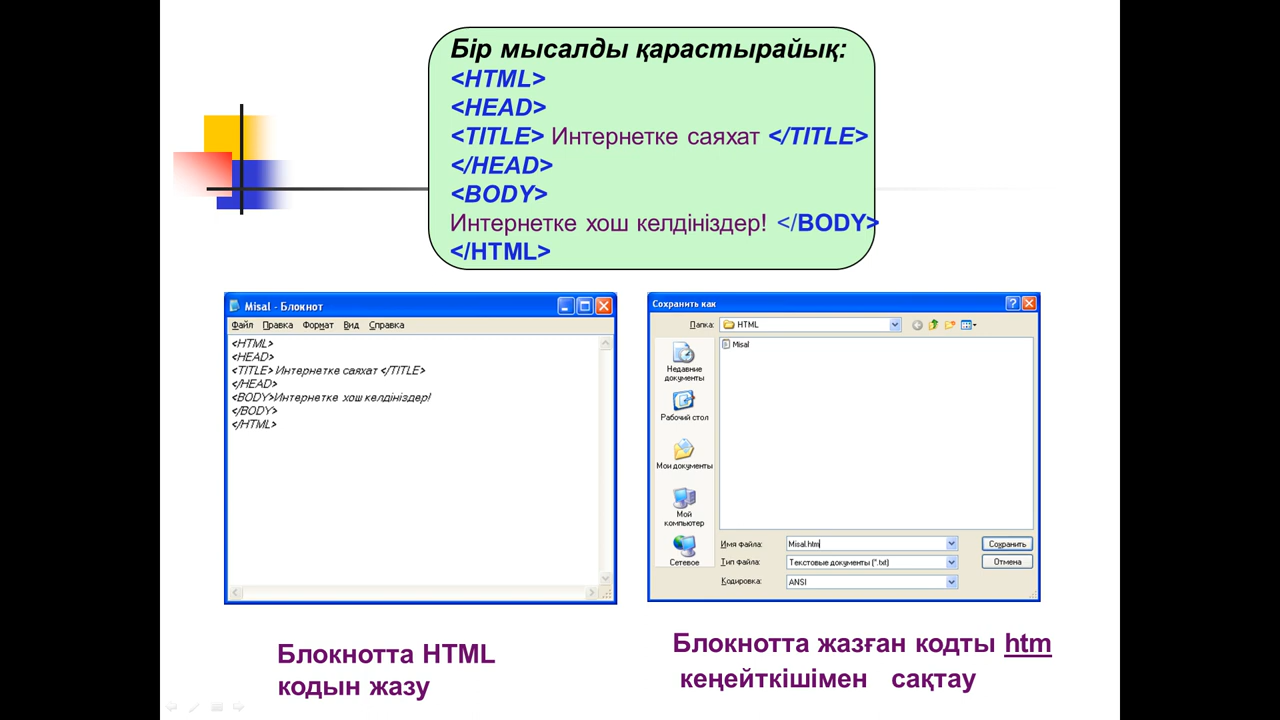 Бір мысалды қарастырайық:
<HTML>
<HEAD>
<TITLE> Интернетке саяхат </TITLE>
</HEAD>
<BODY>
Интернетке хош келдініздер! </BODY>
</HTML>
Misal - Блокнот
Файл Правка Формат Вид Справка
<HTML>
<HEAD>
<TITLE> Интернетке саяхат </TITLE>
</HEAD>
<BODY>Интернетке хош келдініздер!
</BODY>
</HTML>
Сохранить как
Папка: HTML
Misal
Недавние
документы
Рабочий стол
Мои документы
Мой
компьютер
Сетевое
Имя файла: Misal.htm Сохранить
Тип файла: Текстовые документы (*.txt) Отмена
Кодировка: ANSI
Блокнотта HTML
кодын жазу
Блокнотта жазған кодты htm
кеңейткішімен сақтау